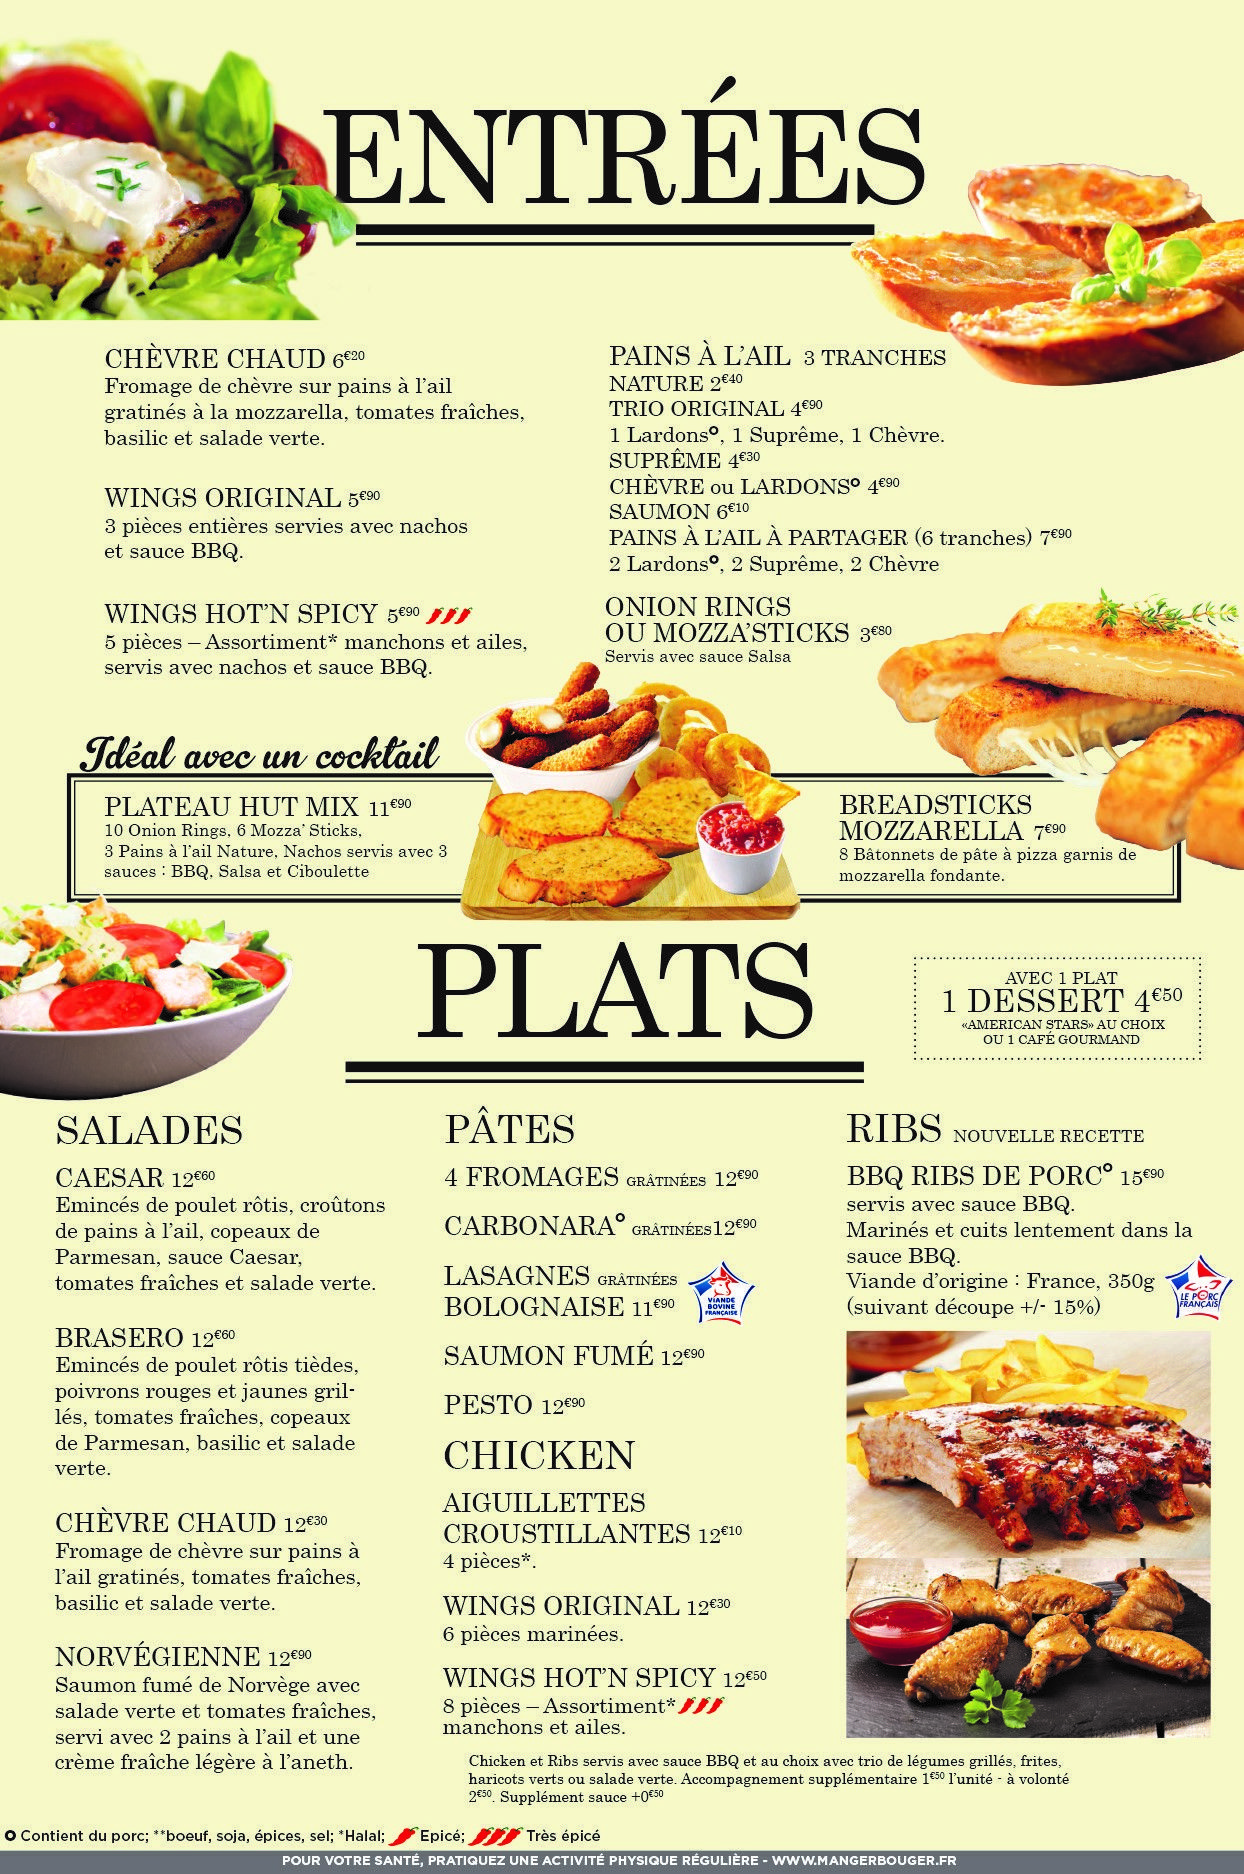 ENTRÉES
CHÈVRE CHAUD 6€20
Fromage de chèvre sur pains à l'ail
gratinés à la mozzarella, tomates fraîches,
basilic et salade verte.
WINGS ORIGINAL 5€90
3 pièces entières servies avec nachos
et sauce BBQ.
WINGS HOT'N SPICY 5€90
5 pièces – Assortiment* manchons et ailes,
servis avec nachos et sauce BBQ.
PAINS À L'AIL 3 TRANCHES
NATURE 2€40
TRIO ORIGINAL 4€90
1 Lardons°, 1 Suprême, 1 Chèvre.
SUPRÊME 4€30
CHÈVRE ou LARDONS° 4€90
SAUMON 6€10
PAINS À L'AIL À PARTAGER (6 tranches) 7€90
2 Lardons°, 2 Suprême, 2 Chèvre
ONION RINGS
OU MOZZA'STICKS 3€80
Servis avec sauce Salsa
Idéal avec un cocktail
PLATEAU HUT MIX 11€90
10 Onion Rings, 6 Mozza' Sticks,
3 Pains à l'ail Nature, Nachos servis avec 3
sauces : BBQ, Salsa et Ciboulette
BREADSTICKS
MOZZARELLA 7€90
8 Bâtonnets de pâte à pizza garnis de
mozzarella fondante.
PLATS
AVEC 1 PLAT
1 DESSERT 4€50
«AMERICAN STARS» AU CHOIX
OU 1 CAFÉ GOURMAND
SALADES
CAESAR 12€60
Emincés de poulet rôtis, croûtons
de pains à l'ail, copeaux de
Parmesan, sauce Caesar,
tomates fraîches et salade verte.
BRASERO 12€60
Emincés de poulet rôtis tièdes,
poivrons rouges et jaunes gril-
lés, tomates fraîches, copeaux
de Parmesan, basilic et salade
verte.
CHÈVRE CHAUD 12€30
Fromage de chèvre sur pains à
l'ail gratinés, tomates fraîches,
basilic et salade verte.
NORVÉGIENNE 12€90
Saumon fumé de Norvège avec
salade verte et tomates fraîches,
servi avec 2 pains à l'ail et une
crème fraîche légère à l'aneth.
PÂTES
4 FROMAGES GRÂTINÉES 12€90
CARBONARA° GRÂTINÉES12€90
LASAGNES GRÂTINÉES
BOLOGNAISE 11€90
VIANDE
BOVINE
FRANÇAISE
SAUMON FUMÉ 12€90
PESTO 12€90
CHICKEN
AIGUILLETTES
CROUSTILLANTES 12€10
4 pièces*.
WINGS ORIGINAL 12€30
6 pièces marinées.
WINGS HOT'N SPICY 12€50
8 pièces – Assortiment*
manchons et ailes.
RIBS NOUVELLE RECETTE
BBQ RIBS DE PORC° 15€90
servis avec sauce BBQ.
Marinés et cuits lentement dans la
sauce BBQ.
Viande d'origine : France, 350g
(suivant découpe +/- 15%)
LE PORC
FRANÇAIS
Chicken et Ribs servis avec sauce BBQ et au choix avec trio de légumes grillés, frites,
haricots verts ou salade verte. Accompagnement supplémentaire 1€50 l'unité - à volonté
2€50. Supplément sauce +0€50
° Contient du porc; **boeuf, soja, épices, sel; *Halal; Epicé; Très épicé
POUR VOTRE SANTÉ, PRATIQUEZ UNE ACTIVITÉ PHYSIQUE RÉGULIÈRE - WWW.MANGERBOUGER.FR